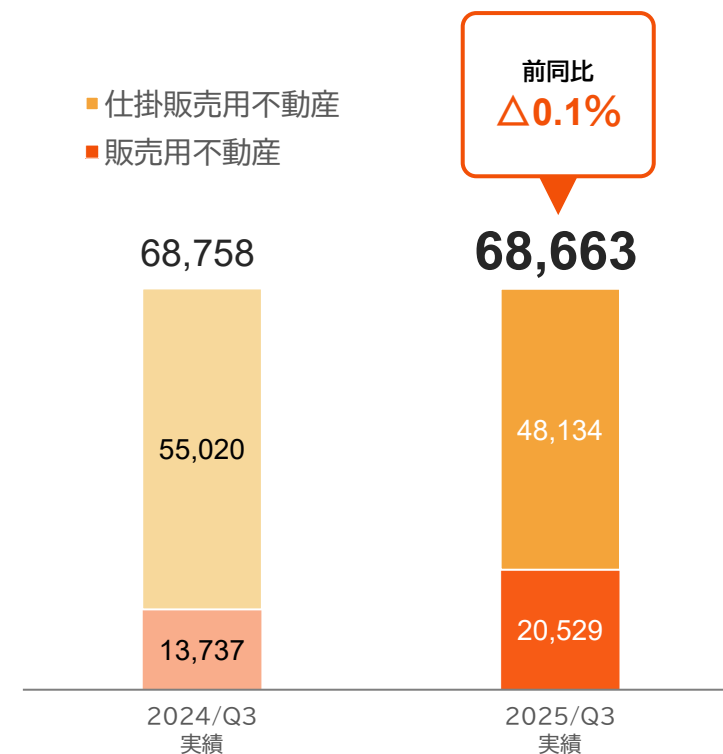 前同比
△0.1%
仕掛販売用不動産
販売用不動産
68,758
68,663
55,020
48,134
13,737
20,529
2024/Q3
実績
2025/Q3
実績